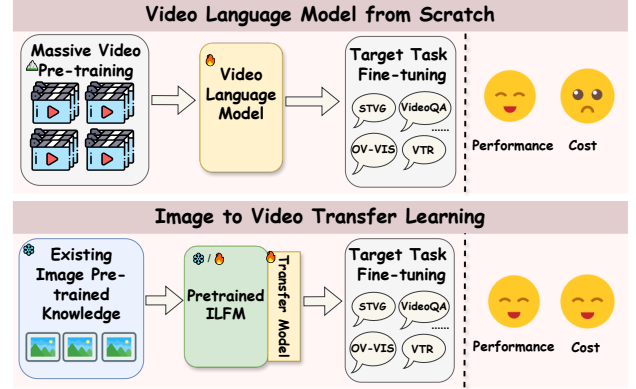 Video Language Model from Scratch
Massive Video
Pre-training
Video
Language
Model
Target Task
Fine-tuning
STVG
VideoQA
......
OV-VIS
VTR
Performance
Cost
Image to Video Transfer Learning
Existing
Image Pre-
trained
Knowledge
/
Pretrained
ILFM
Transfer Model
Target Task
Fine-tuning
STVG
VideoQA
......
OV-VIS
VTR
Performance
Cost